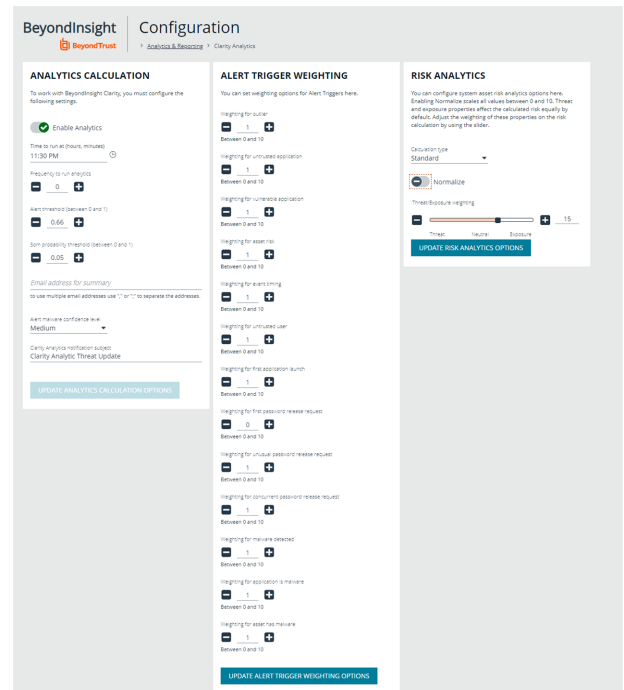 BeyondInsight
BeyondTrust
Configuration
› Analytics & Reporting › Clarity Analytics
ANALYTICS CALCULATION
To work with BeyondInsight Clarity, you must configure the
following settings.
Enable Analytics
Time to run at (hours, minutes)
11:30 PM
Frequency to run analytics
0
Alert threshold (between 0 and 1)
0.66
Som probability threshold (between 0 and 1)
0.05
Email address for summary
to use multiple email addresses use "," or ";" to separate the addresses.
Alert malware confidence level
Medium
Clarity Analytics notification subject
Clarity Analytic Threat Update
UPDATE ANALYTICS CALCULATION OPTIONS
ALERT TRIGGER WEIGHTING
You can set weighting options for Alert Triggers here.
Weighting for outlier
1
Between 0 and 10
Weighting for untrusted application
1
Between 0 and 10
Weighting for vulnerable application
1
Between 0 and 10
Weighting for asset risk
1
Between 0 and 10
Weighting for event timing
1
Between 0 and 10
Weighting for untrusted user
1
Between 0 and 10
Weighting for first application launch
1
Between 0 and 10
Weighting for first password release request
0
Between 0 and 10
Weighting for unusual password release request
1
Between 0 and 10
Weighting for concurrent password release request
1
Between 0 and 10
Weighting for malware detected
1
Between 0 and 10
Weighting for application is malware
1
Between 0 and 10
Weighting for asset has malware
1
Between 0 and 10
UPDATE ALERT TRIGGER WEIGHTING OPTIONS
RISK ANALYTICS
You can configure system asset risk analytics options here.
Enabling Normalize scales all values between 0 and 10. Threat
and exposure properties affect the calculated risk equally by
default. Adjust the weighting of these properties on the risk
calculation by using the slider.
Calculation type
Standard
Normalize
Threat/Exposure weighting
15
Threat Neutral Exposure
UPDATE RISK ANALYTICS OPTIONS